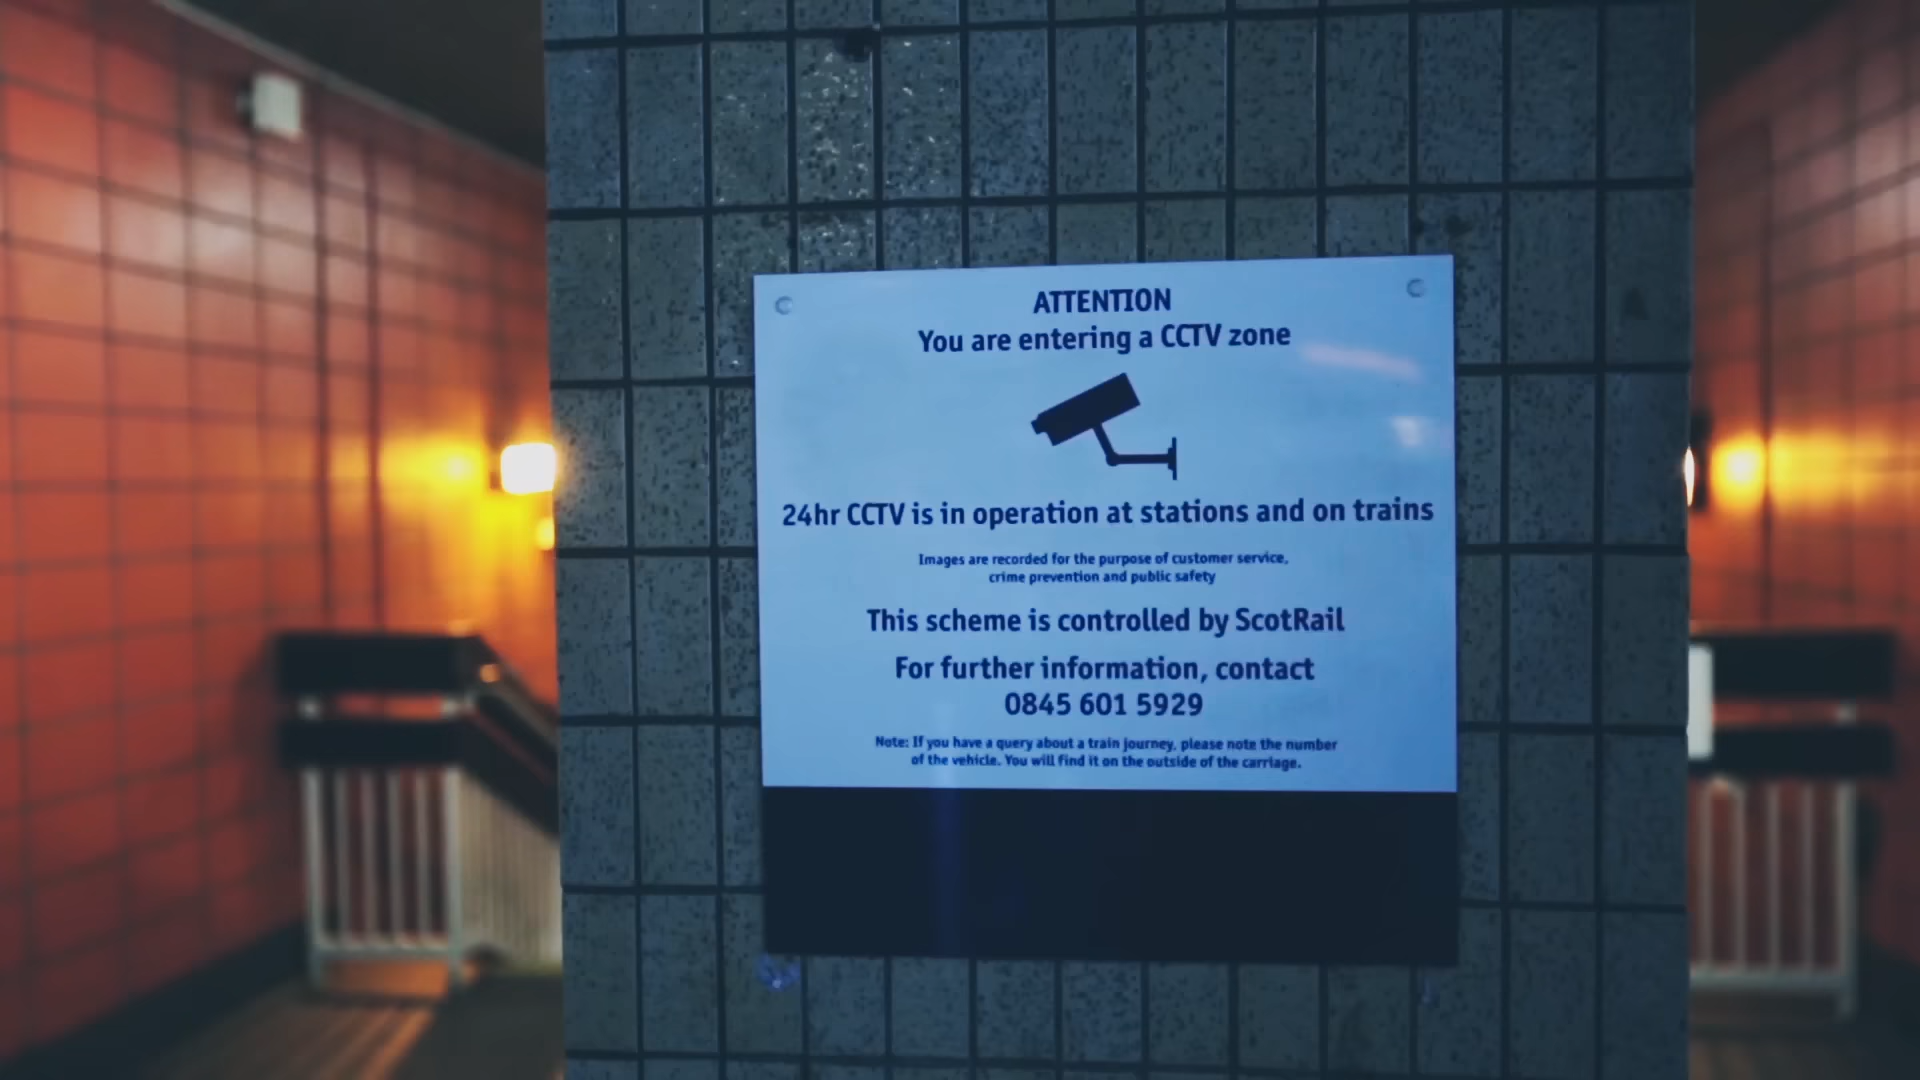 ATTENTION
You are entering a CCTV zone
24hr CCTV is in operation at stations and on trains
Images are recorded for the purpose of customer service,
crime prevention and public safety
This scheme is controlled by ScotRail
For further information, contact
0845 601 5929
Note: If you have a query about a train journey, please note the number
of the vehicle. You will find it on the outside of the carriage.